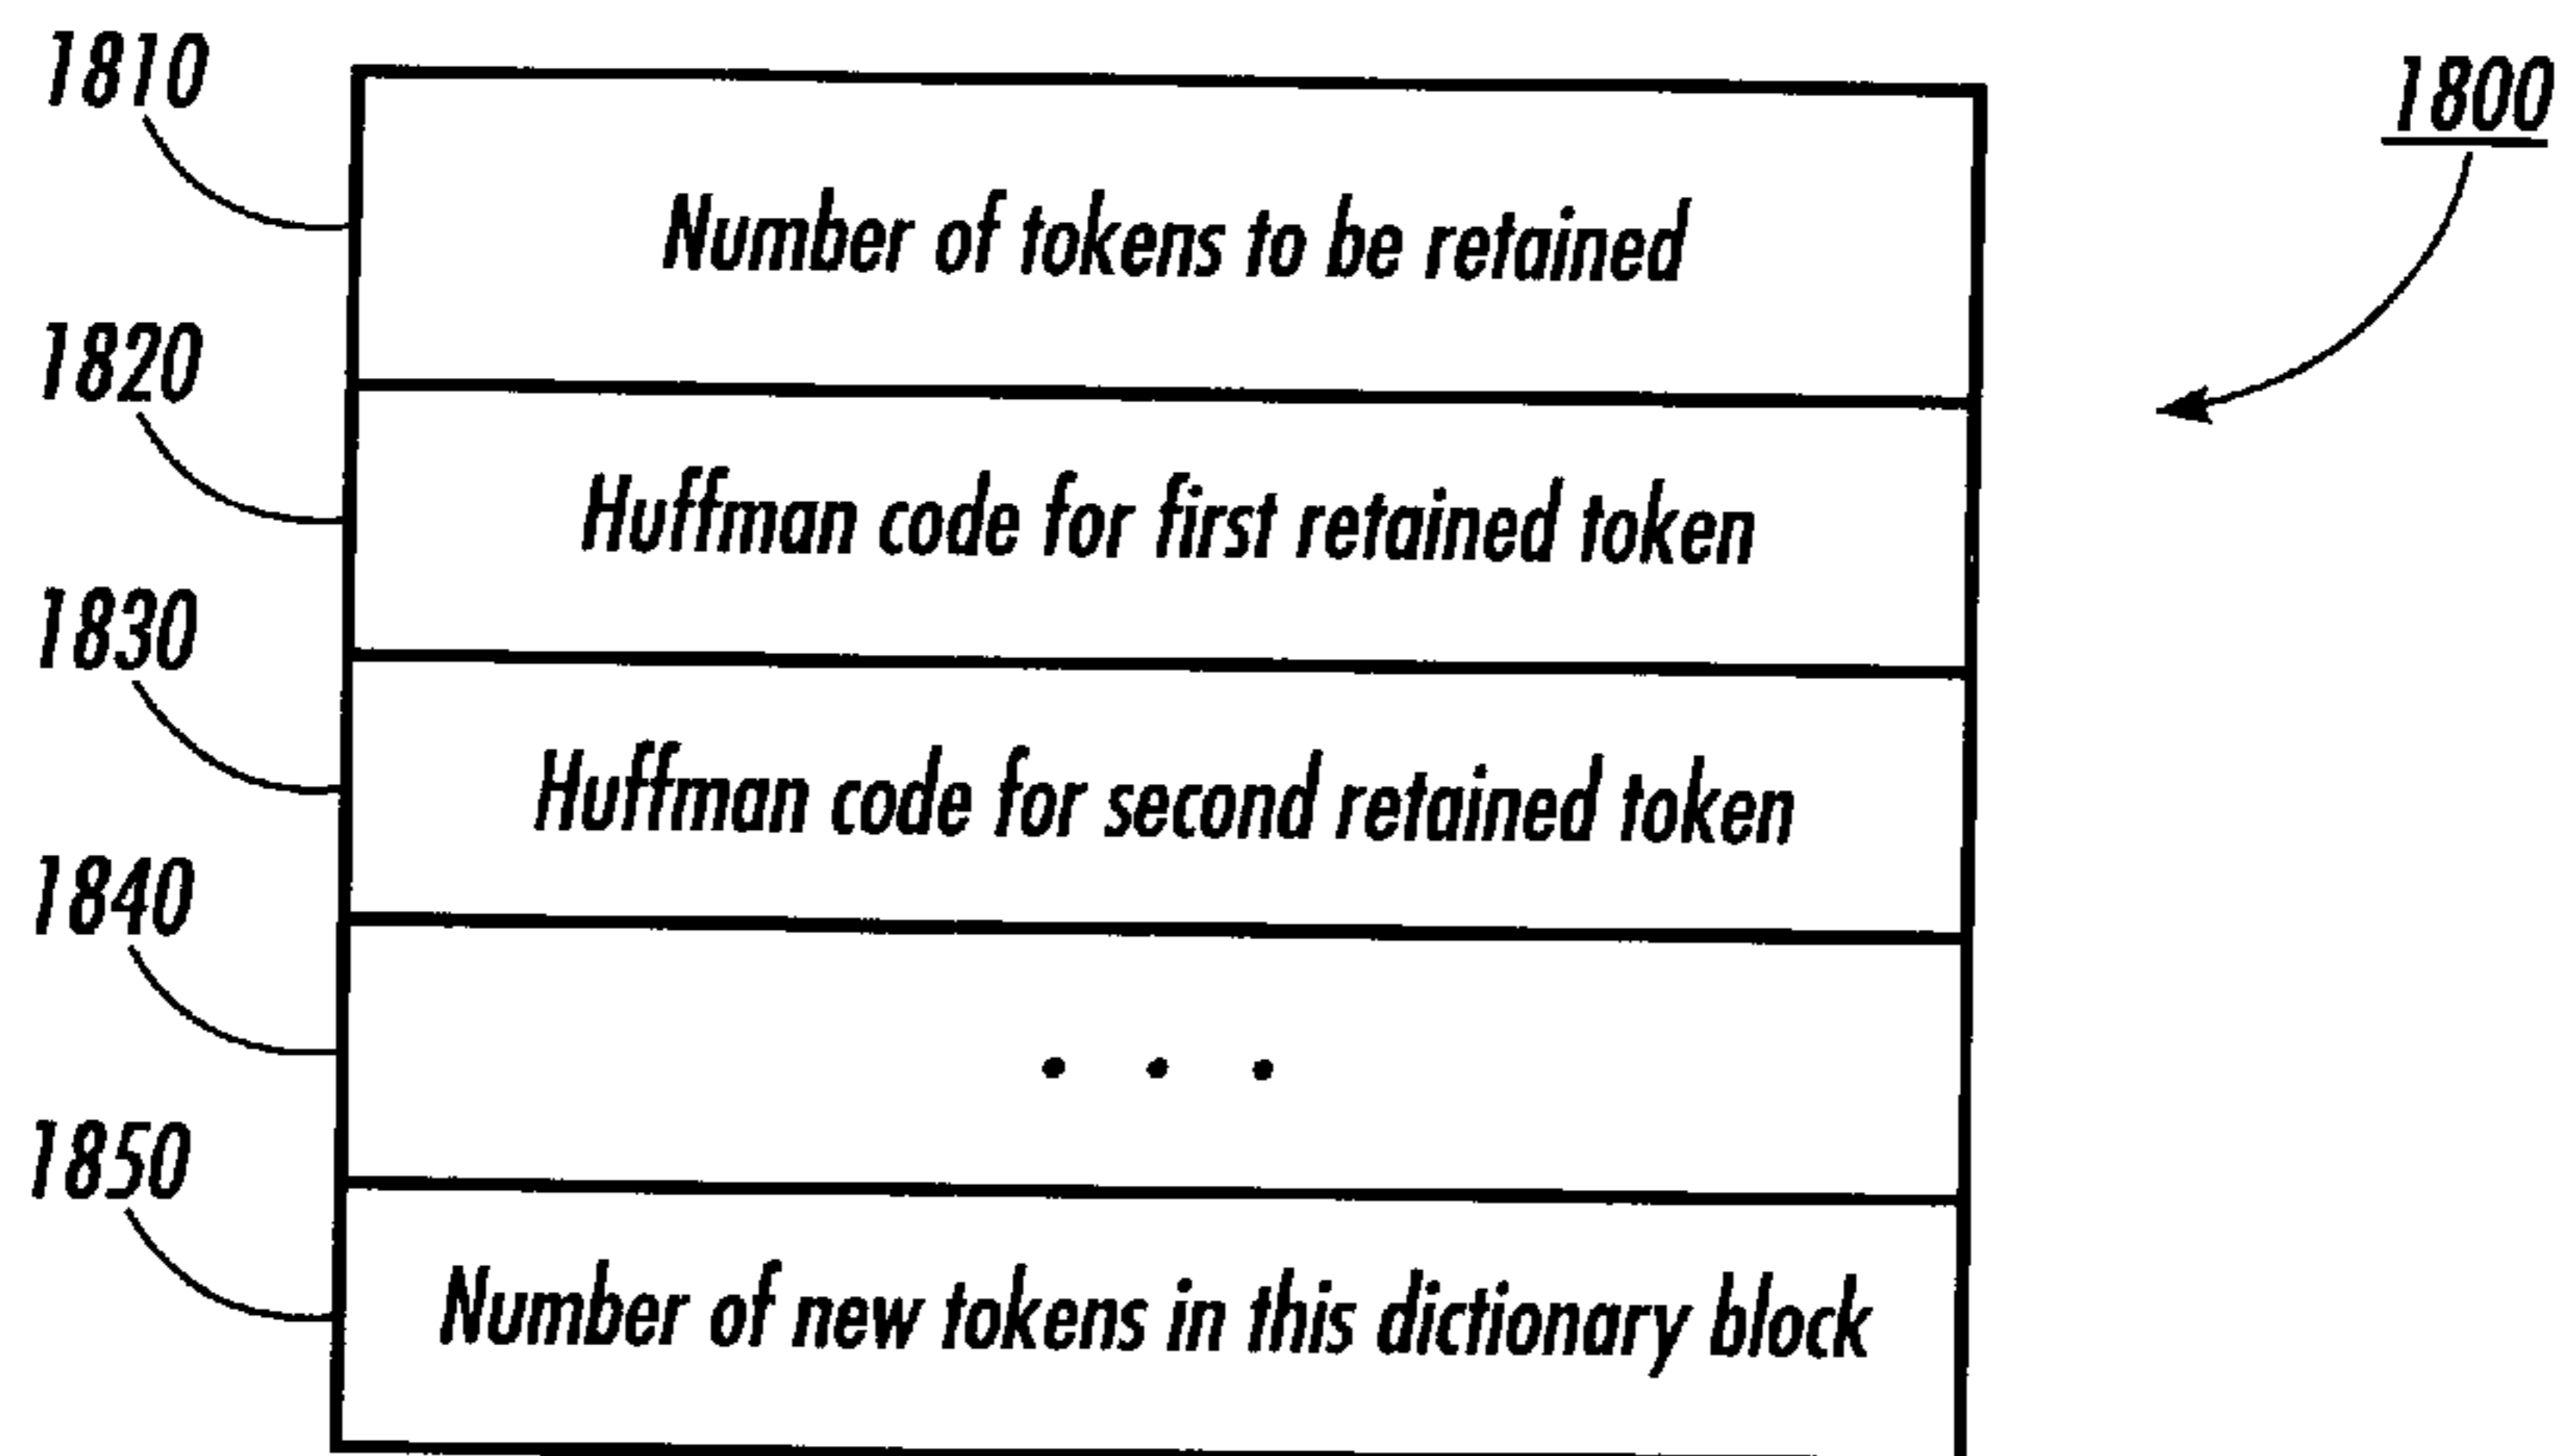 1810
1800
Number of tokens to be retained
1820
Huffman code for first retained token
1830
Huffman code for second retained token
1840
. . .
1850
Number of new tokens in this dictionary block